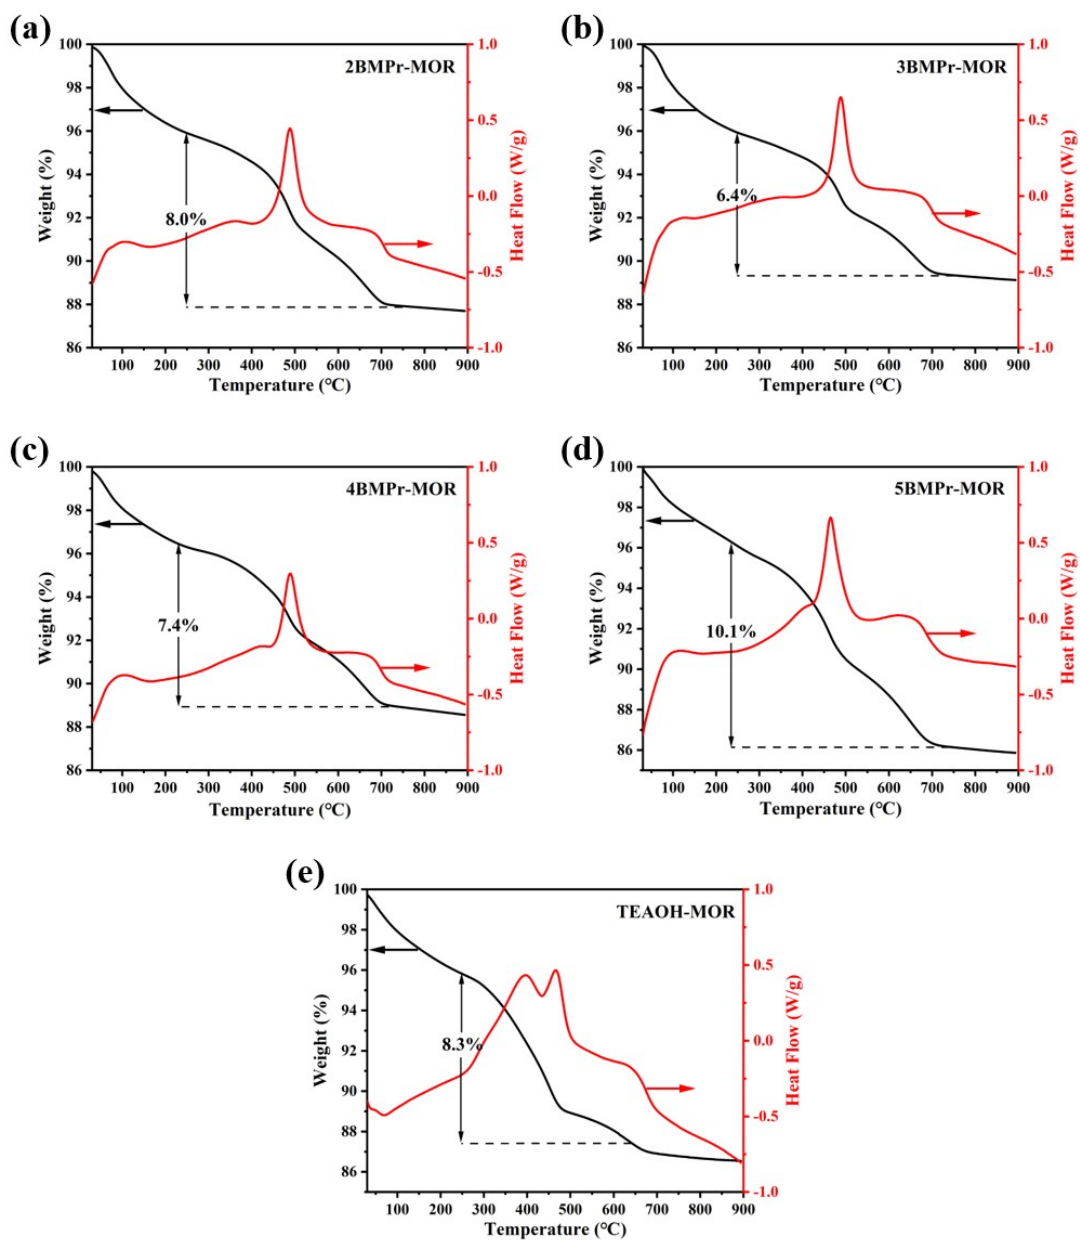 (a)
2BMPr-MOR
Weight (%)
100
98
96
94
92
90
88
86
8.0%
1.0
0.5
0.0
-0.5
-1.0
Heat Flow (W/g)
100 200 300 400 500 600 700 800 900
Temperature (℃)
(b)
3BMPr-MOR
Weight (%)
100
98
96
94
92
90
88
86
6.4%
1.0
0.5
0.0
-0.5
-1.0
Heat Flow (W/g)
100 200 300 400 500 600 700 800 900
Temperature (℃)
(c)
4BMPr-MOR
Weight (%)
100
98
96
94
92
90
88
86
7.4%
1.0
0.5
0.0
-0.5
-1.0
Heat Flow (W/g)
100 200 300 400 500 600 700 800 900
Temperature (℃)
(d)
5BMPr-MOR
Weight (%)
100
98
96
94
92
90
88
86
10.1%
1.0
0.5
0.0
-0.5
-1.0
Heat Flow (W/g)
100 200 300 400 500 600 700 800 900
Temperature (℃)
(e)
TEAOH-MOR
Weight (%)
100
98
96
94
92
90
88
86
8.3%
1.0
0.5
0.0
-0.5
-1.0
Heat Flow (W/g)
100 200 300 400 500 600 700 800 900
Temperature (℃)